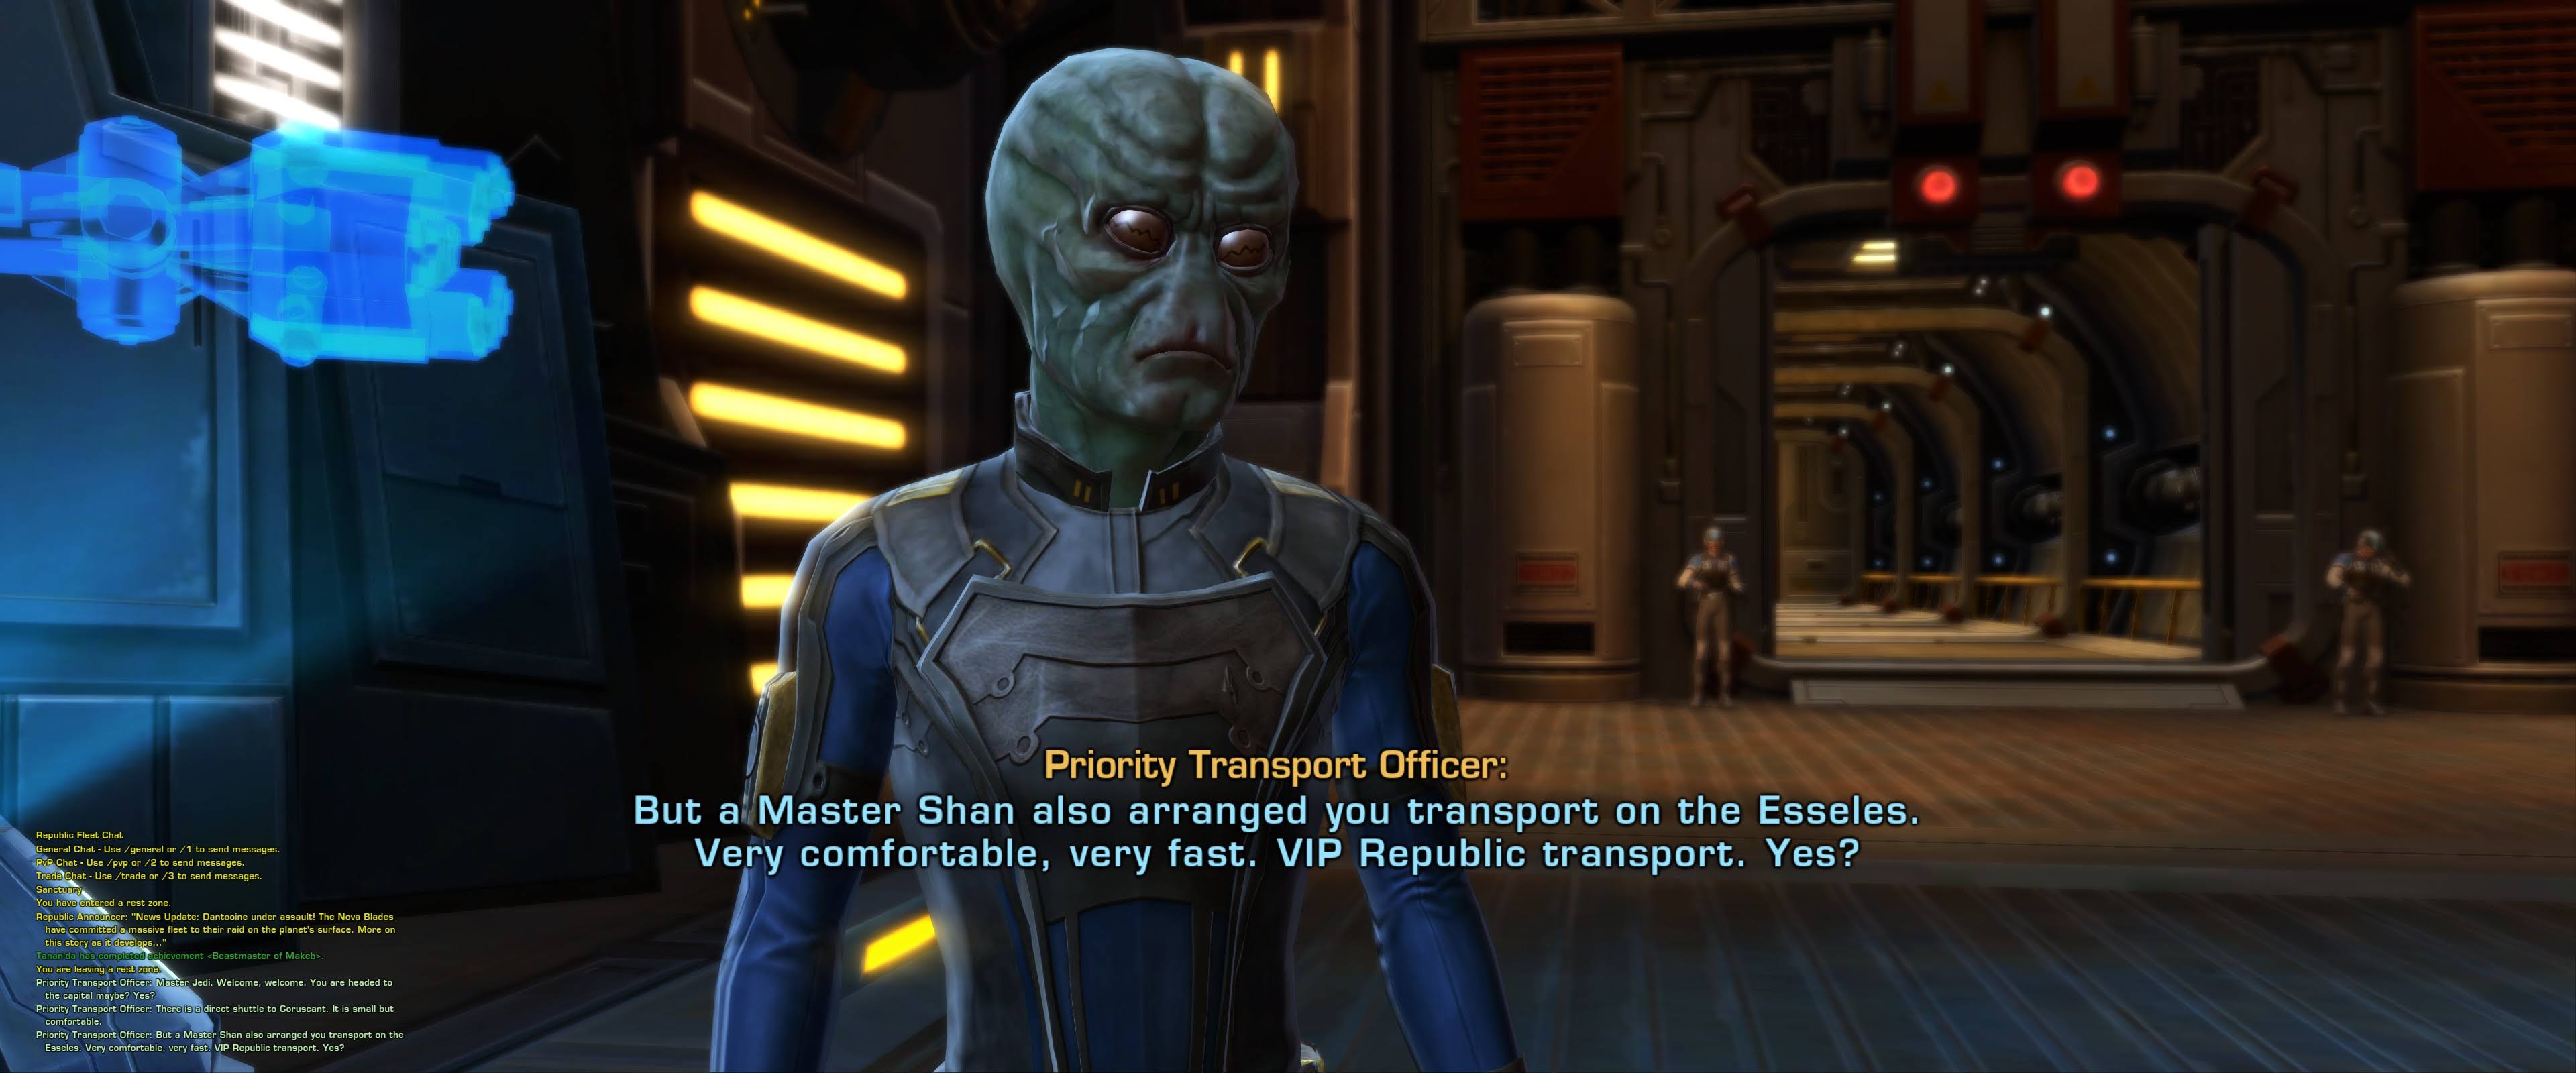 Priority Transport Officer:
But a Master Shan also arranged you transport on the Esseles.
Very comfortable, very fast. VIP Republic transport. Yes?
Republic Fleet Chat
General Chat - Use /general or /1 to send messages.
PvP Chat - Use /pvp or /2 to send messages.
Trade Chat - Use /trade or /3 to send messages.
Sanctuary
You have entered a rest zone.
Republic Announcer: "News Update: Dantooine under assault! The Nova Blades
have committed a massive fleet to their raid on the planet's surface. More on
this story as it develops..."
Tanan'da has completed achievement <Beastmaster of Makeb>.
You are leaving a rest zone.
Priority Transport Officer: Master Jedi. Welcome, welcome. You are headed to
the capital maybe? Yes?
Priority Transport Officer: There is a direct shuttle to Coruscant. It is small but
comfortable.
Priority Transport Officer: But a Master Shan also arranged you transport on the
Esseles. Very comfortable, very fast. VIP Republic transport. Yes?